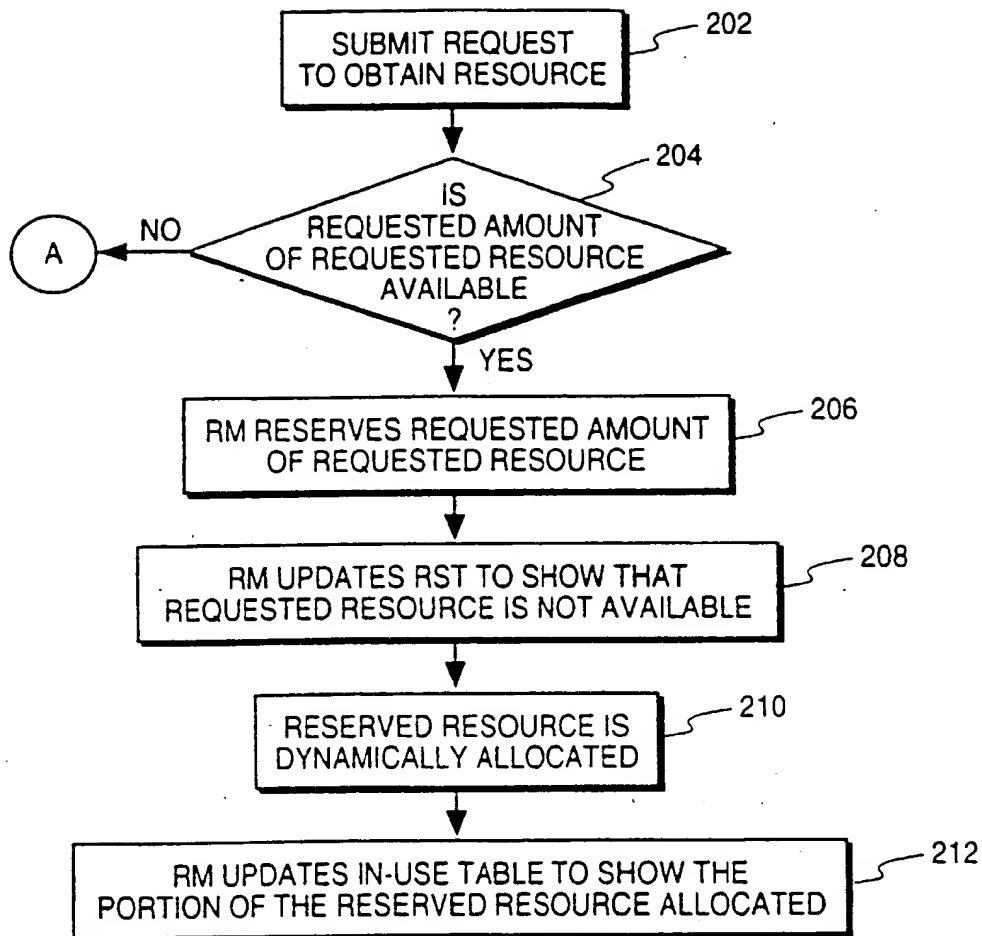 SUBMIT REQUEST
TO OBTAIN RESOURCE
202
204
IS
REQUESTED AMOUNT
OF REQUESTED RESOURCE
AVAILABLE
?
NO
A
YES
RM RESERVES REQUESTED AMOUNT
OF REQUESTED RESOURCE
206
RM UPDATES RST TO SHOW THAT
REQUESTED RESOURCE IS NOT AVAILABLE
208
RESERVED RESOURCE IS
DYNAMICALLY ALLOCATED
210
RM UPDATES IN-USE TABLE TO SHOW THE
PORTION OF THE RESERVED RESOURCE ALLOCATED
212